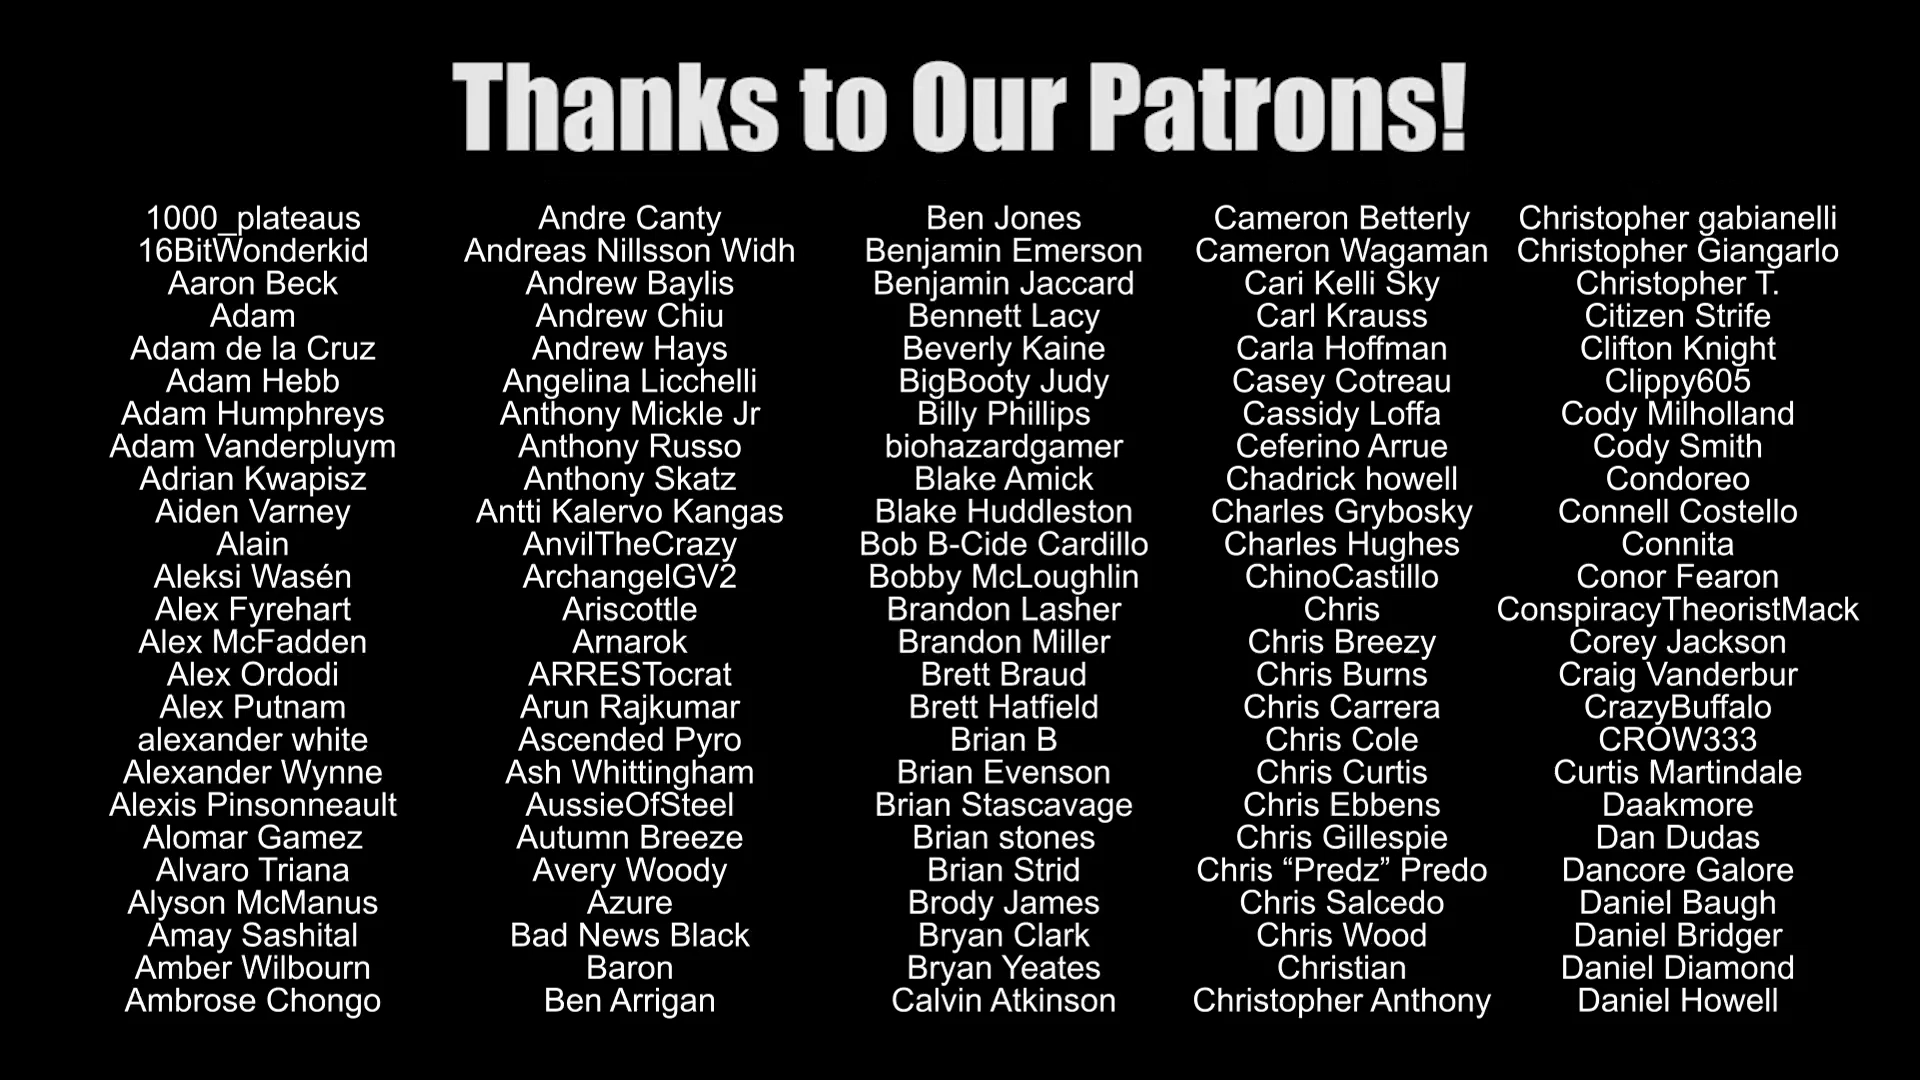 Thanks to Our Patrons!
1000_plateaus
16BitWonderkid
Aaron Beck
Adam
Adam de la Cruz
Adam Hebb
Adam Humphreys
Adam Vanderpluym
Adrian Kwapisz
Aiden Varney
Alain
Aleksi Wasén
Alex Fyrehart
Alex McFadden
Alex Ordodi
Alex Putnam
alexander white
Alexander Wynne
Alexis Pinsonneault
Alomar Gamez
Alvaro Triana
Alyson McManus
Amay Sashital
Amber Wilbourn
Ambrose Chongo
Andre Canty
Andreas Nillsson Widh
Andrew Baylis
Andrew Chiu
Andrew Hays
Angelina Licchelli
Anthony Mickle Jr
Anthony Russo
Anthony Skatz
Antti Kalervo Kangas
AnvilTheCrazy
ArchangelGV2
Ariscottle
Arnarok
ARRESTocrat
Arun Rajkumar
Ascended Pyro
Ash Whittingham
AussieOfSteel
Autumn Breeze
Avery Woody
Azure
Bad News Black
Baron
Ben Arrigan
Ben Jones
Benjamin Emerson
Benjamin Jaccard
Bennett Lacy
Beverly Kaine
BigBooty Judy
Billy Phillips
biohazardgamer
Blake Amick
Blake Huddleston
Bob B-Cide Cardillo
Bobby McLoughlin
Brandon Lasher
Brandon Miller
Brett Braud
Brett Hatfield
Brian B
Brian Evenson
Brian Stascavage
Brian stones
Brian Strid
Brody James
Bryan Clark
Bryan Yeates
Calvin Atkinson
Cameron Betterly
Cameron Wagaman
Cari Kelli Sky
Carl Krauss
Carla Hoffman
Casey Cotreau
Cassidy Loffa
Ceferino Arrue
Chadrick howell
Charles Grybosky
Charles Hughes
ChinoCastillo
Chris
Chris Breezy
Chris Burns
Chris Carrera
Chris Cole
Chris Curtis
Chris Ebbens
Chris Gillespie
Chris “Predz” Predo
Chris Salcedo
Chris Wood
Christian
Christopher Anthony
Christopher gabianelli
Christopher Giangarlo
Christopher T.
Citizen Strife
Clifton Knight
Clippy605
Cody Milholland
Cody Smith
Condoreo
Connell Costello
Connita
Conor Fearon
ConspiracyTheoristMack
Corey Jackson
Craig Vanderbur
CrazyBuffalo
CROW333
Curtis Martindale
Daakmore
Dan Dudas
Dancore Galore
Daniel Baugh
Daniel Bridger
Daniel Diamond
Daniel Howell